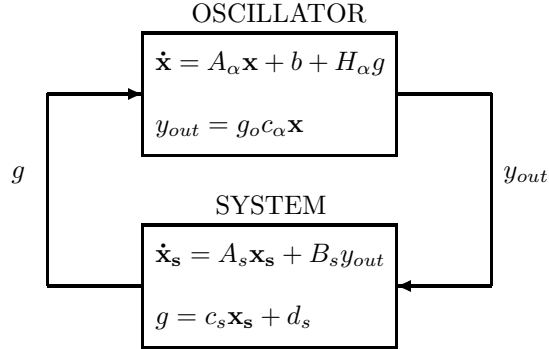 OSCILLATOR
ẋ = A_α x + b + H_α g
y_out = g_o c_α x
g
y_out
SYSTEM
ẋ_s = A_s x_s + B_s y_out
g = c_s x_s + d_s